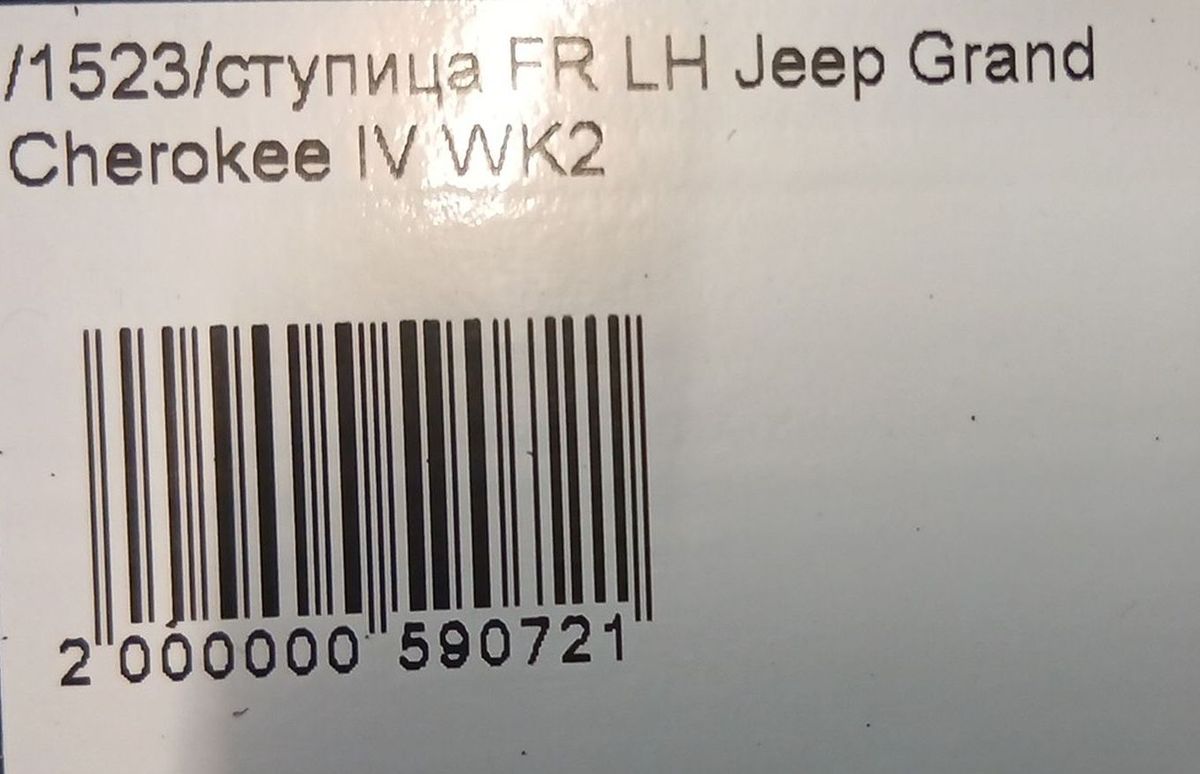 /1523/ступица FR LH Jeep Grand
Cherokee IV WK2
2 000000 590721